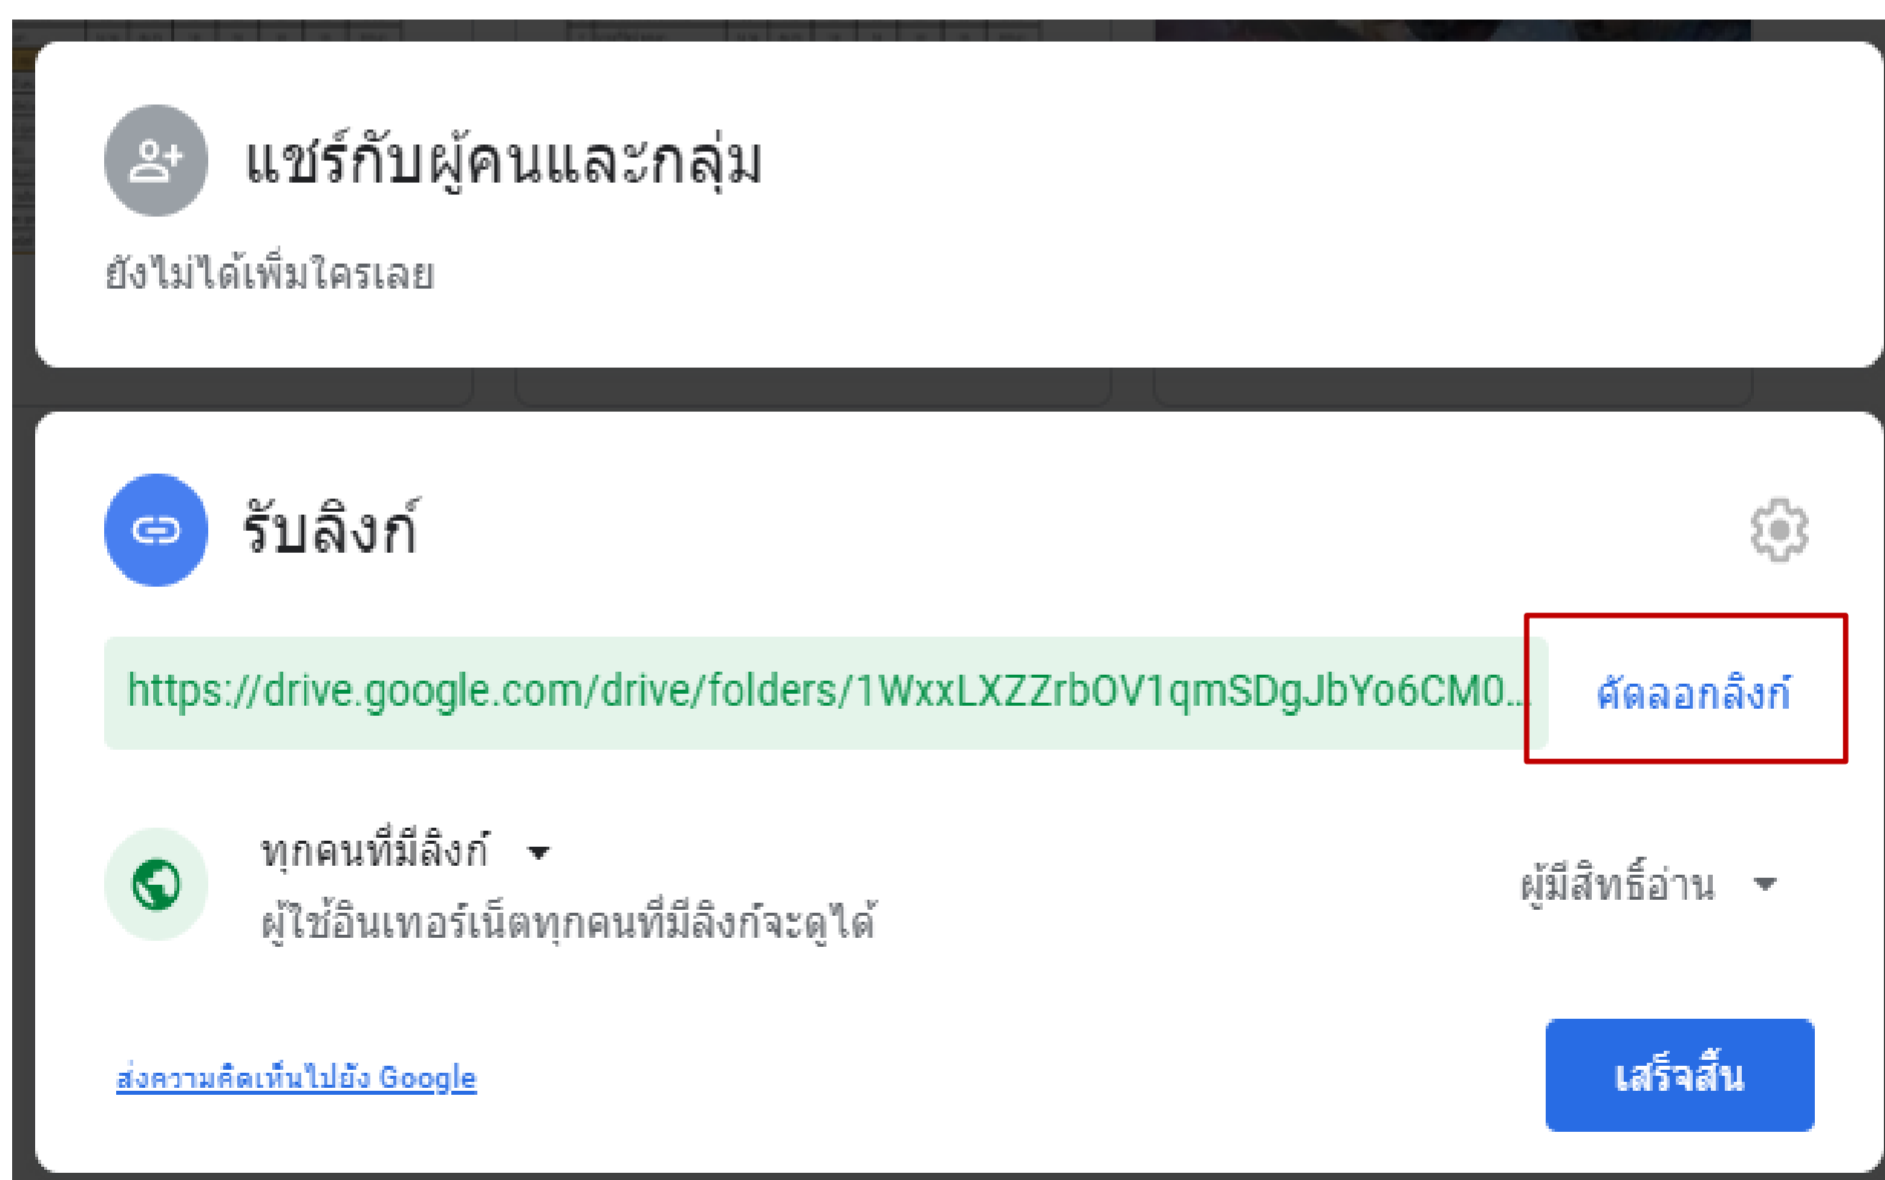 แชร์กับผู้คนและกลุ่ม
ยังไม่ได้เพิ่มใครเลย
รับลิงก์
https://drive.google.com/drive/folders/1WxxLXZZrbOV1qmSDgJbYo6CM0...
คัดลอกลิงก์
ทุกคนที่มีลิงก์
ผู้ใช้อินเทอร์เน็ตทุกคนที่มีลิงก์จะดูได้
ผู้มีสิทธิ์อ่าน
ส่งความคิดเห็นไปยัง Google
เสร็จสิ้น